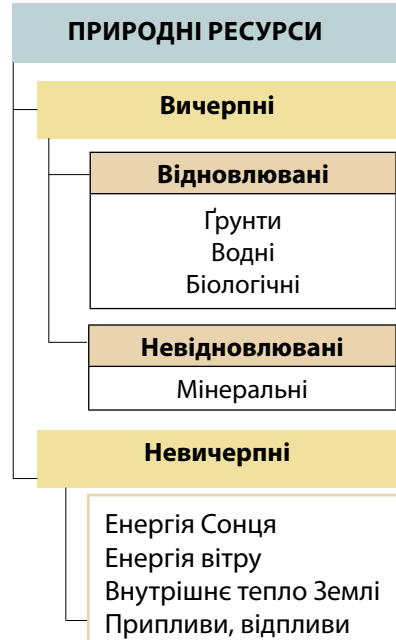 ПРИРОДНІ РЕСУРСИ
Вичерпні
Відновлювані
Ґрунти
Водні
Біологічні
Невідновлювані
Мінеральні
Невичерпні
Енергія Сонця
Енергія вітру
Внутрішнє тепло Землі
Припливи, відпливи